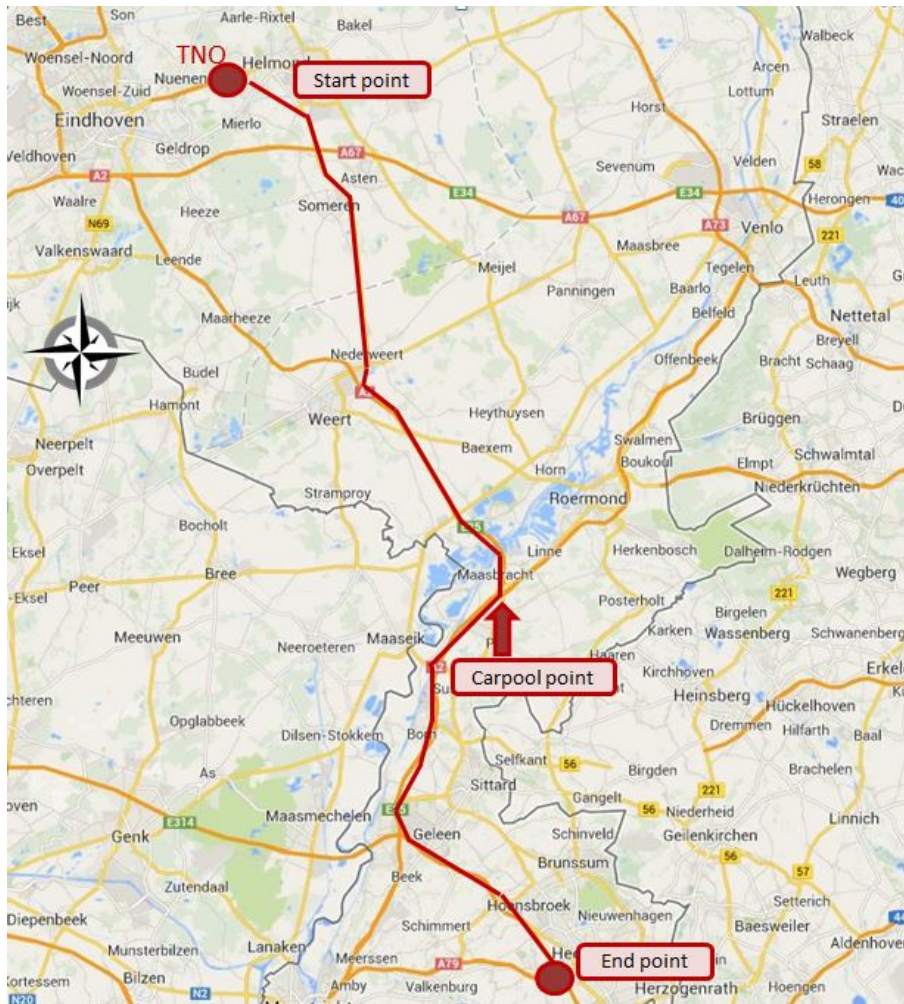 Best
Son
Aarle-Rixtel
Bakel
Walbeck
Woensel-Noord
TNO
Helmond
Arcen
Nuenen
Start point
Lottum
Woensel-Zuid
Horst
Straelen
Eindhoven
Mierlo
Veldhoven
Geldrop
A67
Sevenum
Velden
58
A2
Asten
E34
E34
Herongen
40
Waalre
Heeze
Someren
A67
A73
Venlo
N69
221
Valkenswaard
Leende
Maasbree
Meijel
Tegelen
Baarlo
Leuth
Panningen
Nettetal
Maarheeze
Belfeld
Breyell
Nederweert
Offenbeek
Bracht
Schaag
Budel
Hamont
Weert
Heythuysen
Brüggen
Neerpelt
Swalmen
Baexem
Schwalmtal
Overpelt
Boukoul
Elmpt
Horn
Stramproy
Roermond
Niederkrüchten
Bocholt
Eksel
Linne
Herkenbosch
Dalheim-Rodgen
Bree
Maasbracht
Wegberg
Peer
-Eksel
221
Posterholt
Birgelen
Meeuwen
Maaseik
Karken
Wassenberg
Schwanenberg
Neeroeteren
Haaren
Kirchhoven
Carpool point
Heinsberg
Hückelhoven
Opglabbeek
Dremmen
Hilfarth
Baal
Dilsen-Stokkem
Born
Selfkant
56
As
Sittard
Birgden
Brachelen
Gangelt
221
Maasmechelen
56
Niederheid
Linnich
E314
Genk
Geleen
Schinveld
Geilenkirchen
Beek
Brunssum
56
57
Zutendaal
Hoensbroek
Setterich
Nieuwenhagen
44
Diepenbeek
Schimmert
Baesweiler
Munsterbilzen
Lanaken
Meerssen
End point
Aldenhoven
Bilzen
A79
Kortessem
Amby
Valkenburg
Herzogenrath
N2
N20